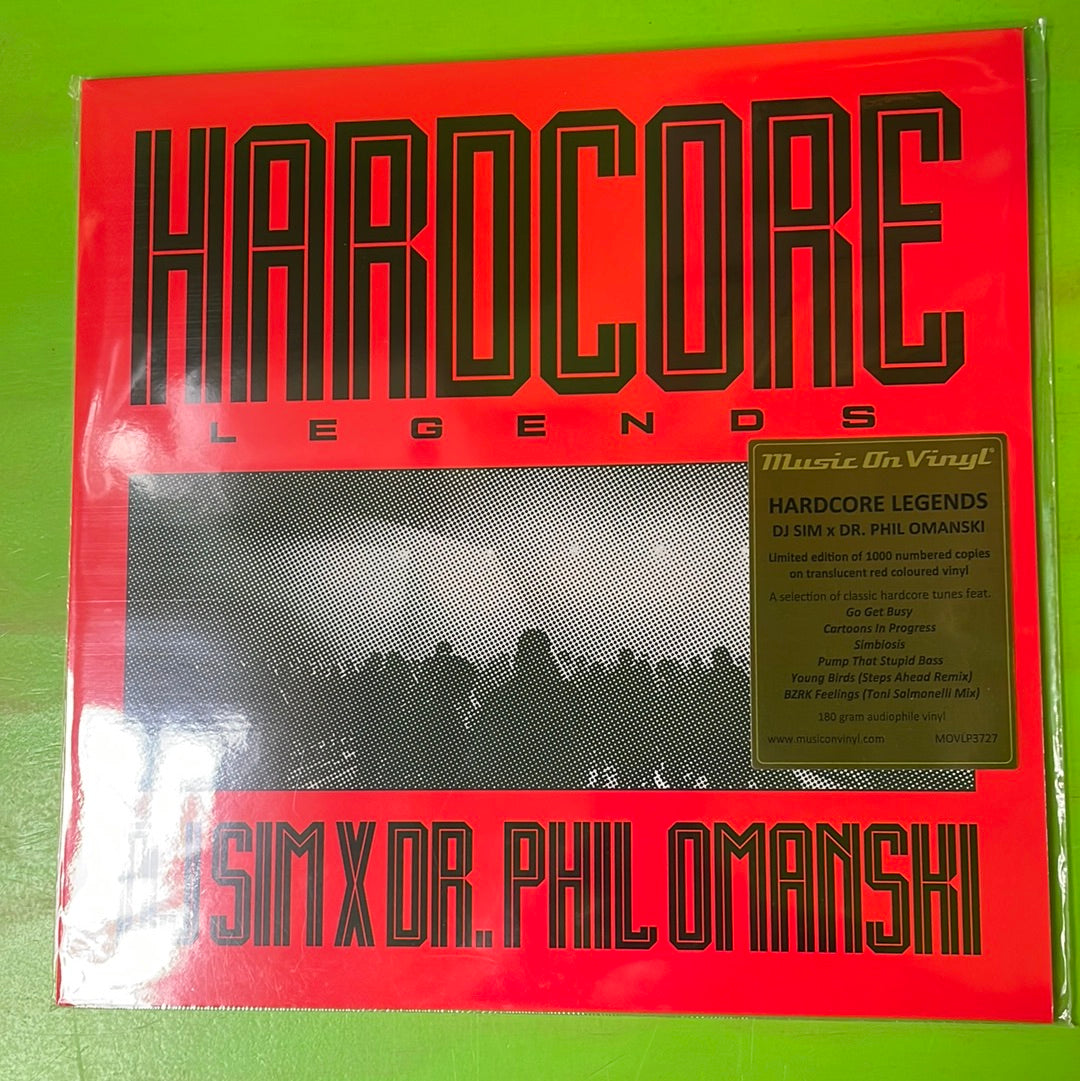 HARDCORE
LEGENDS
Music On Vinyl®
HARDCORE LEGENDS
DJ SIM x DR. PHIL OMANSKI
Limited edition of 1000 numbered copies
on translucent red coloured vinyl
A selection of classic hardcore tunes feat.
Go Get Busy
Cartoons In Progress
Simbiosis
Pump That Stupid Bass
Young Birds (Steps Ahead Remix)
BZRK Feelings (Toni Salmonelli Mix)
180 gram audiophile vinyl
www.musiconvinyl.com MOVLP3727
DJ SIM X DR. PHIL OMANSKI